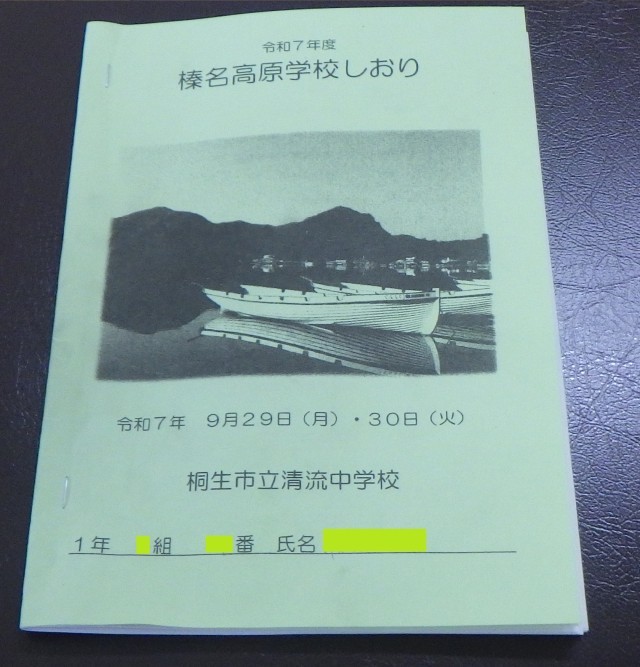 令和7年度
榛名高原学校しおり
令和7年 9月29日(月)・30日(火)
桐生市立清流中学校
1年 組 番 氏名